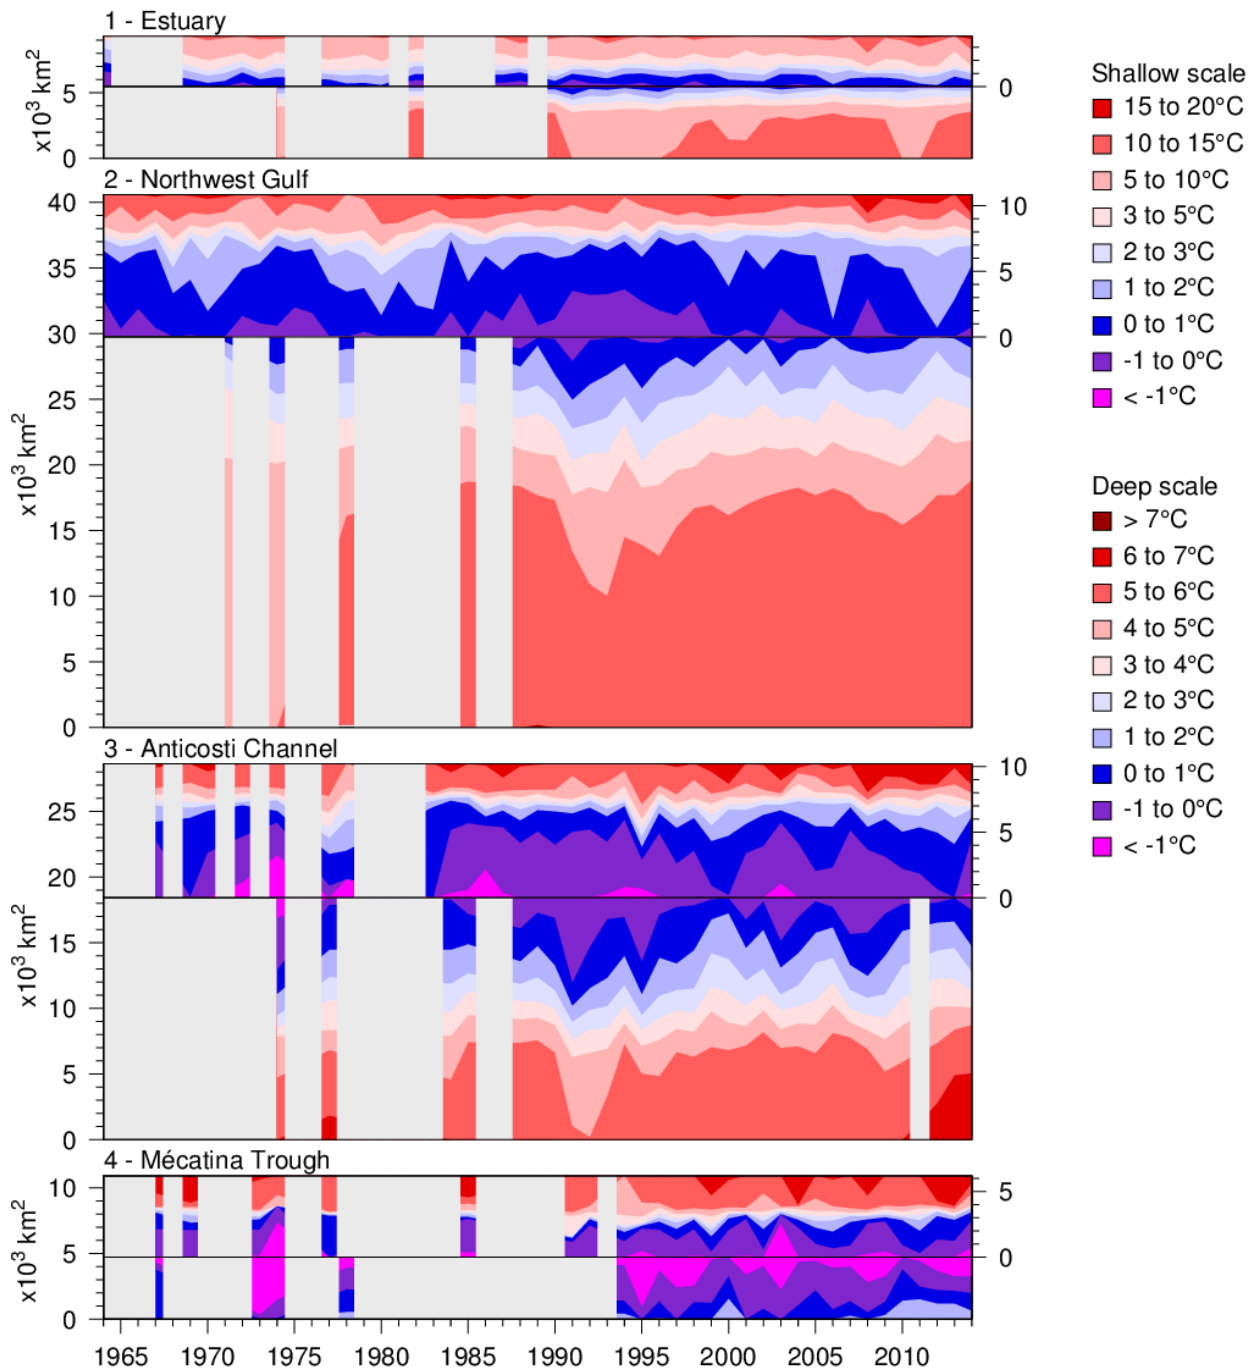 1 - Estuary
x10³ km²
5
0
0
2 - Northwest Gulf
x10³ km²
40
35
30
25
20
15
10
5
0
10
5
0
3 - Anticosti Channel
x10³ km²
25
20
15
10
5
0
10
5
0
4 - Mécatina Trough
x10³ km²
10
5
0
5
0
1965 1970 1975 1980 1985 1990 1995 2000 2005 2010
Shallow scale
15 to 20°C
10 to 15°C
5 to 10°C
3 to 5°C
2 to 3°C
1 to 2°C
0 to 1°C
-1 to 0°C
< -1°C
Deep scale
> 7°C
6 to 7°C
5 to 6°C
4 to 5°C
3 to 4°C
2 to 3°C
1 to 2°C
0 to 1°C
-1 to 0°C
< -1°C